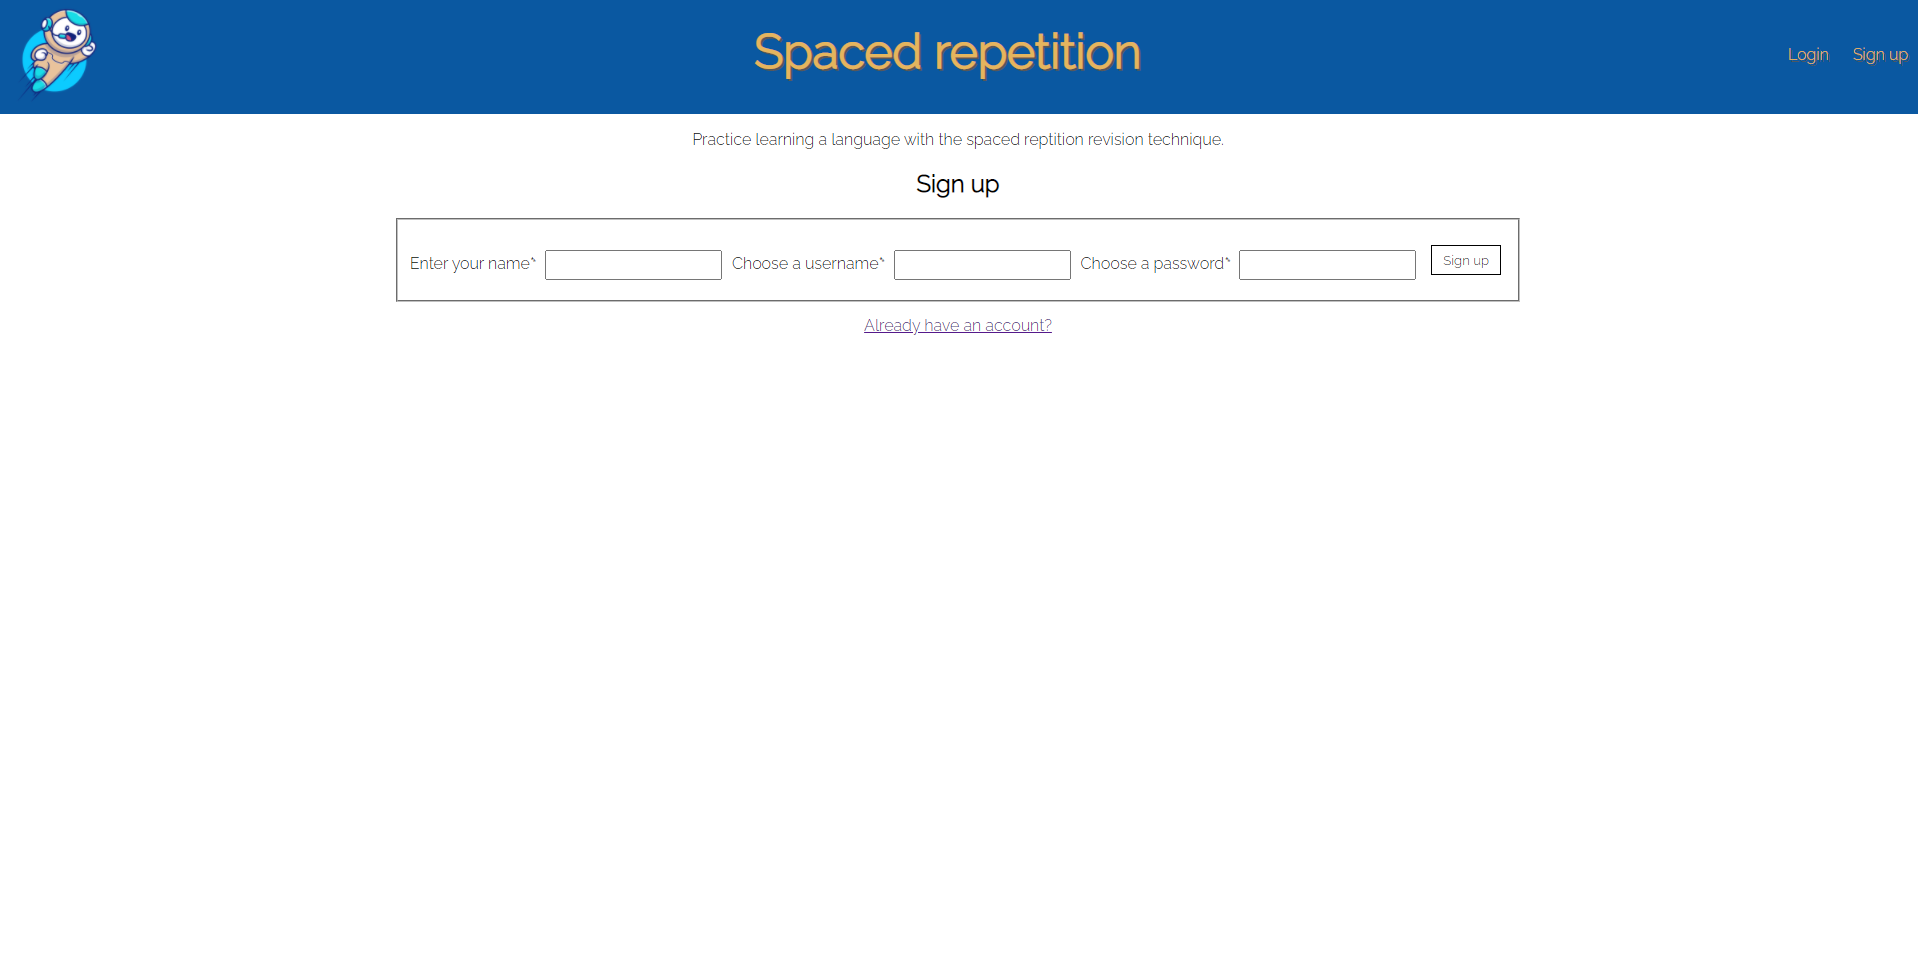 Spaced repetition
Login Sign up
Practice learning a language with the spaced reptition revision technique.
Sign up
Enter your name* Choose a username* Choose a password* Sign up
Already have an account?